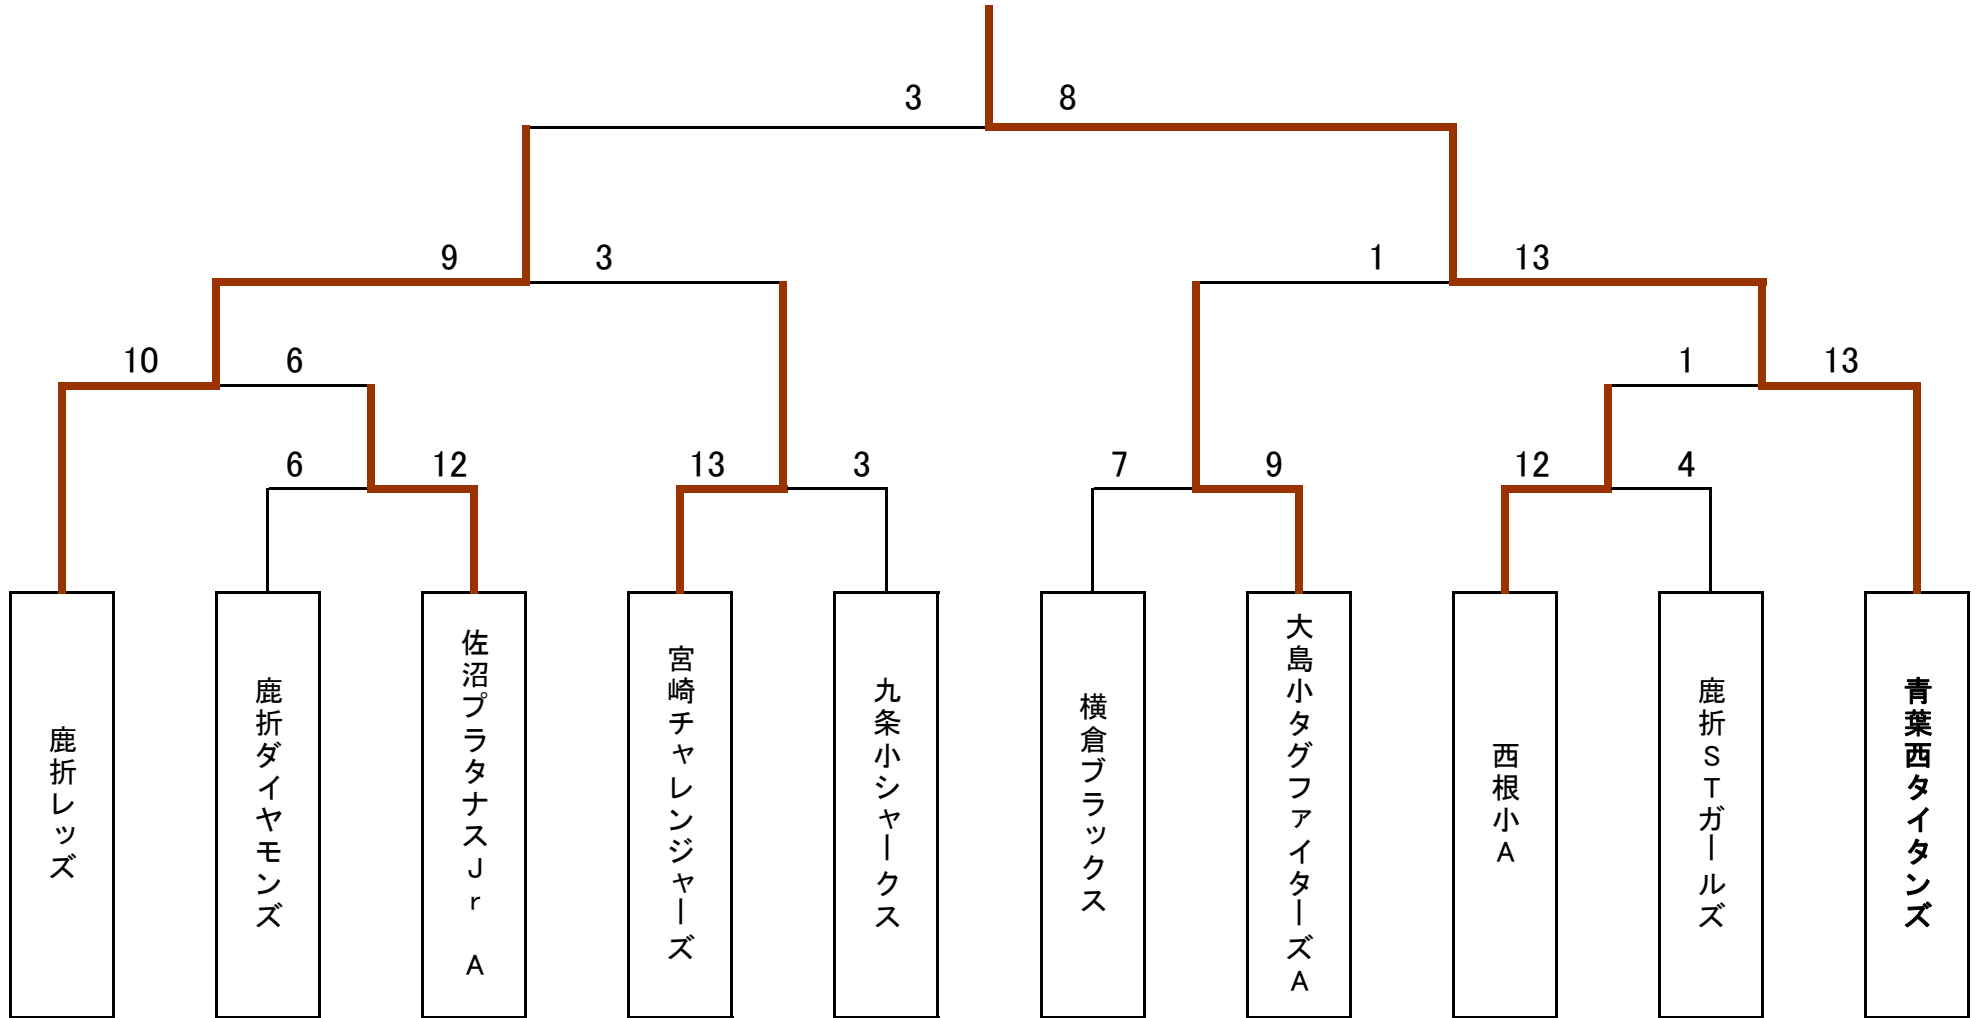 3 8
9 3 1 13
10 6 1 13
6 12 13 3 7 9 12 4
鹿折レッズ
鹿折ダイヤモンズ
佐沼プラタナスJr A
宮崎チャレンジャーズ
九条小シャークス
横倉ブラックス
大島小タグファイターズA
西根小A
鹿折STガールズ
青葉西タイタンズ